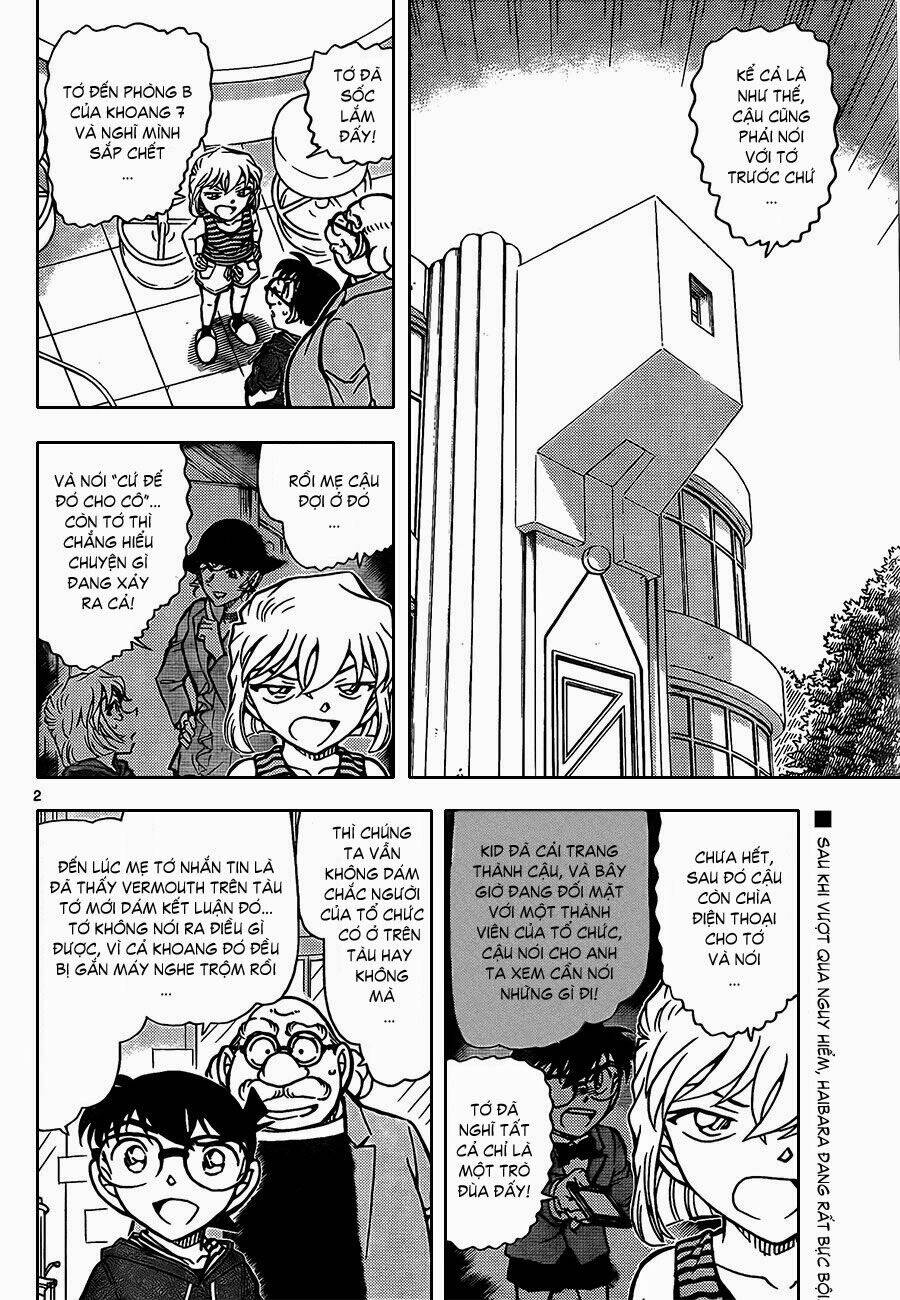 KỂ CẢ LÀ
NHƯ THẾ,
CẬU CŨNG
PHẢI NÓI
VỚI TỚ
TRƯỚC CHỨ
...
TỚ ĐÃ
SỐC
LẮM
ĐẤY!
TỚ ĐẾN PHÒNG B
CỦA KHOANG 7
VÀ NGHĨ MÌNH
SẮP CHẾT
...
RỒI MẸ CẬU
ĐỢI Ở ĐÓ
...
VÀ NÓI "CỨ ĐỂ
ĐÓ CHO CÔ"...
CÒN TỚ THÌ
CHẲNG HIỂU
CHUYỆN GÌ
ĐANG XẢY
RA CẢ!
2
SAU KHI VƯỢT QUA NGUY HIỂM, HAIBARA ĐANG RẤT BỰC BỘI.
CHƯA HẾT,
SAU ĐÓ CẬU
CÒN CHÌA
ĐIỆN THOẠI
CHO TỚ
VÀ NÓI
...
KID ĐÃ CẢI TRANG
THÀNH CẬU, VÀ BÂY
GIỜ ĐANG ĐỐI MẶT
VỚI MỘT THÀNH
VIÊN CỦA TỔ CHỨC,
CẬU NÓI CHO ANH
TA XEM CẦN NÓI
NHỮNG GÌ ĐI!
TỚ ĐÃ
NGHĨ TẤT
CẢ CHỈ LÀ
MỘT TRÒ
ĐÙA ĐẤY!
THÌ CHÚNG
TA VẪN
KHÔNG DÁM
CHẮC NGƯỜI
CỦA TỔ CHỨC
CÓ Ở TRÊN
TÀU HAY
KHÔNG
MÀ
...
ĐẾN LÚC MẸ TỚ NHẮN TIN LÀ
ĐÃ THẤY VERMOUTH TRÊN TÀU
TỚ MỚI DÁM KẾT LUẬN ĐÓ...
TỚ KHÔNG NÓI RA ĐIỀU GÌ
ĐƯỢC, VÌ CẢ KHOANG ĐÓ ĐỀU
BỊ GẮN MÁY NGHE TRỘM RỒI
...